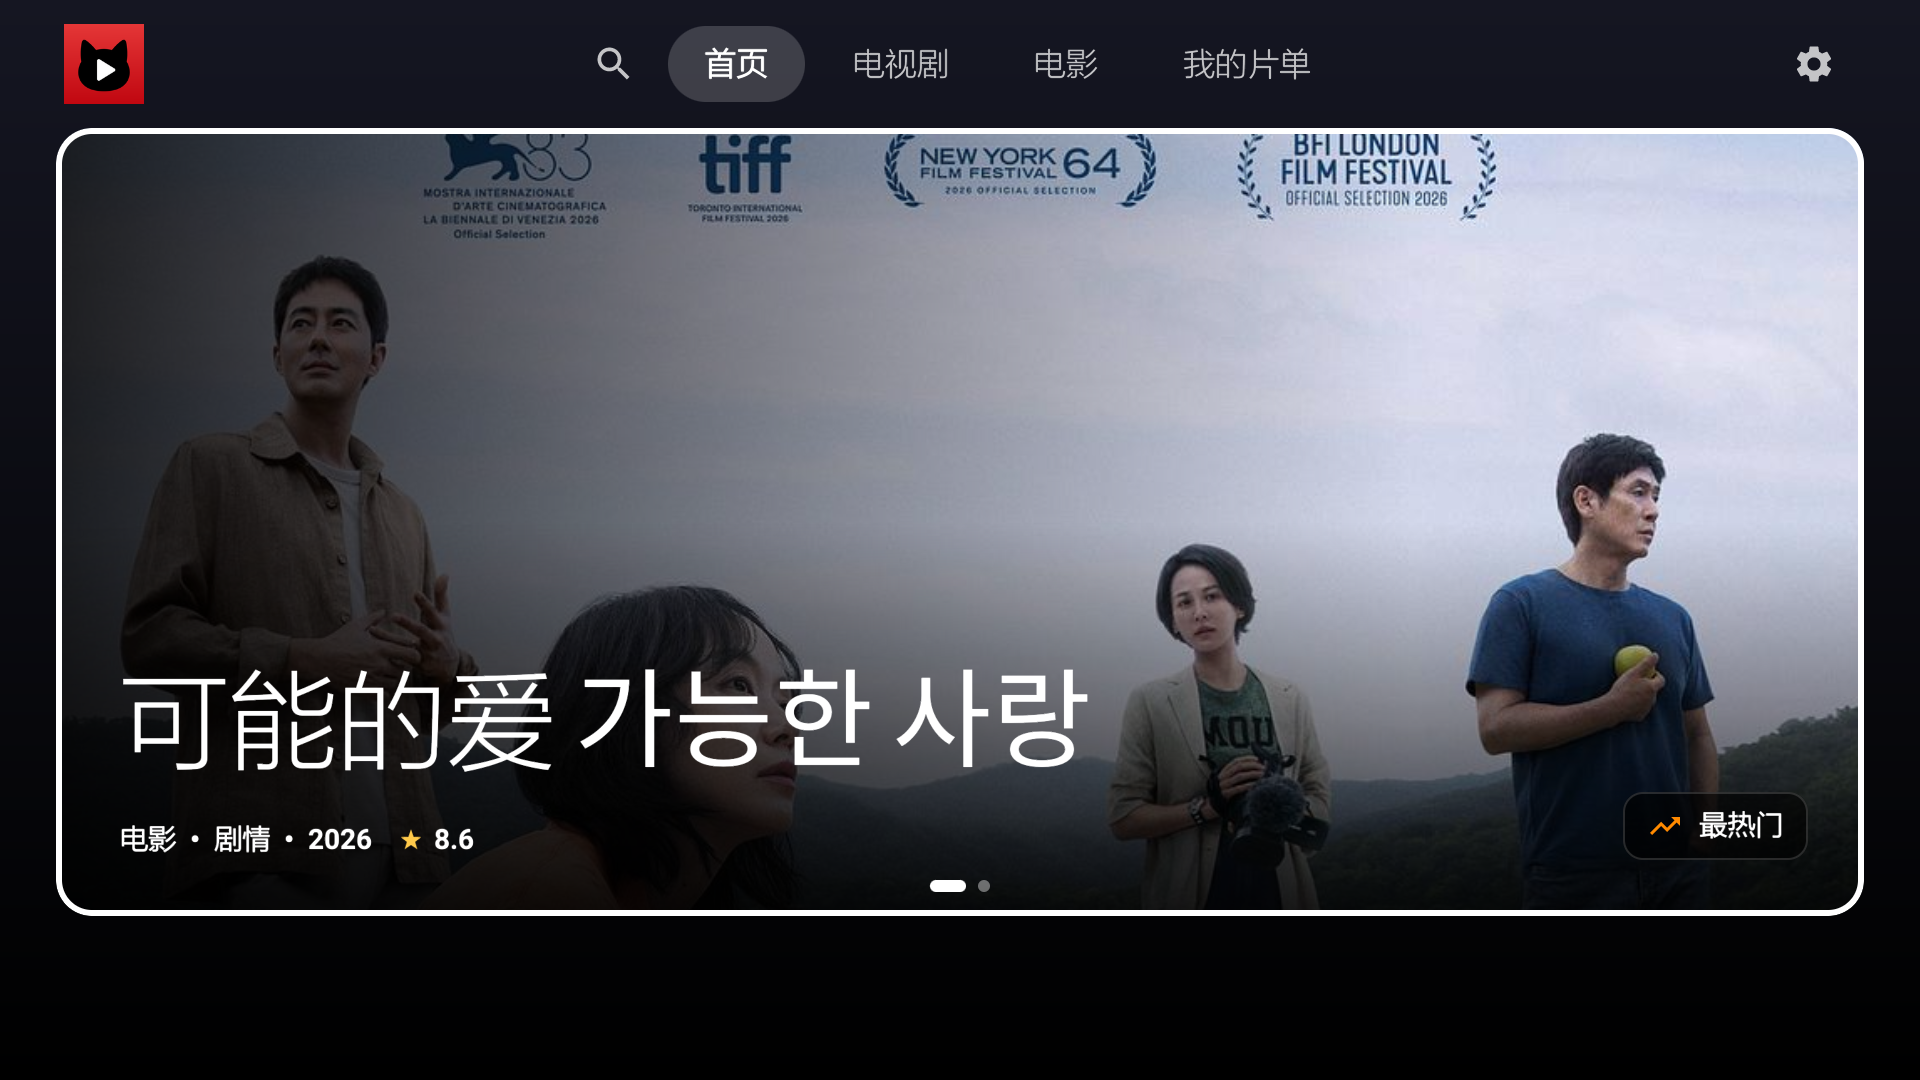 首页
电视剧
电影
我的片单
83
MOSTRA INTERNAZIONALE
D'ARTE CINEMATOGRAFICA
LA BIENNALE DI VENEZIA 2026
Official Selection
tiff
TORONTO INTERNATIONAL
FILM FESTIVAL 2026
NEW YORK
FILM FESTIVAL 64
2026 OFFICIAL SELECTION
BFI LONDON
FILM FESTIVAL
OFFICIAL SELECTION 2026
可能的爱 가능한 사랑
电影 • 剧情 • 2026 ★ 8.6
最热门